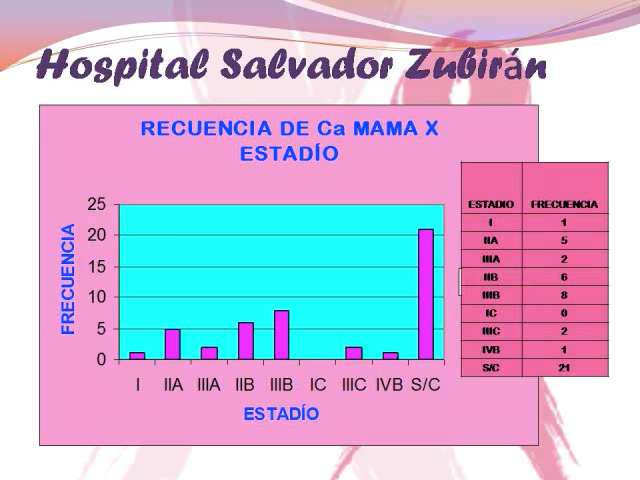 Hospital Salvador Zubirán
RECUENCIA DE Ca MAMA X
ESTADÍO
FRECUENCIA
25
20
15
10
5
0
I IIA IIIA IIB IIIB IC IIIC IVB S/C
ESTADÍO
ESTADIO FRECUENCIA
I 1
IIA 5
IIIA 2
IIB 6
IIIB 8
IC 0
IIIC 2
IVB 1
S/C 21